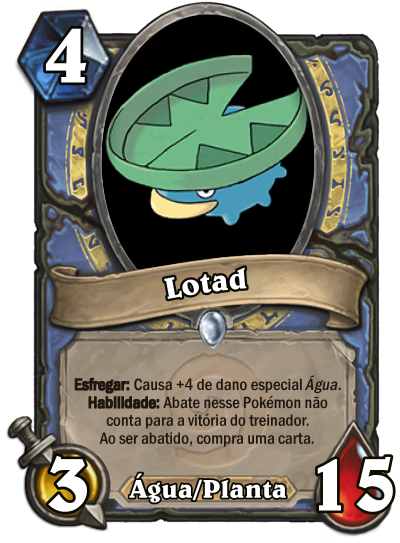 4
Lotad
Esfregar: Causa +4 de dano especial Água.
Habilidade: Abate nesse Pokémon não
conta para a vitória do treinador.
Ao ser abatido, compra uma carta.
3
Água/Planta
15